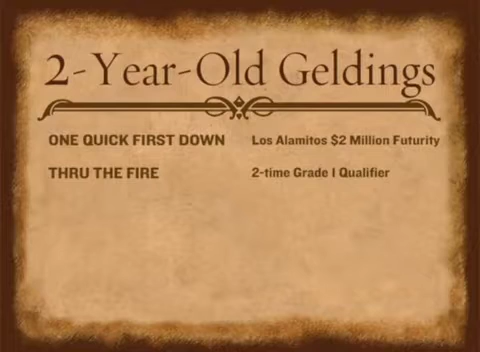 2-Year-Old Geldings
ONE QUICK FIRST DOWN Los Alamitos $2 Million Futurity
THRU THE FIRE 2-time Grade I Qualifier